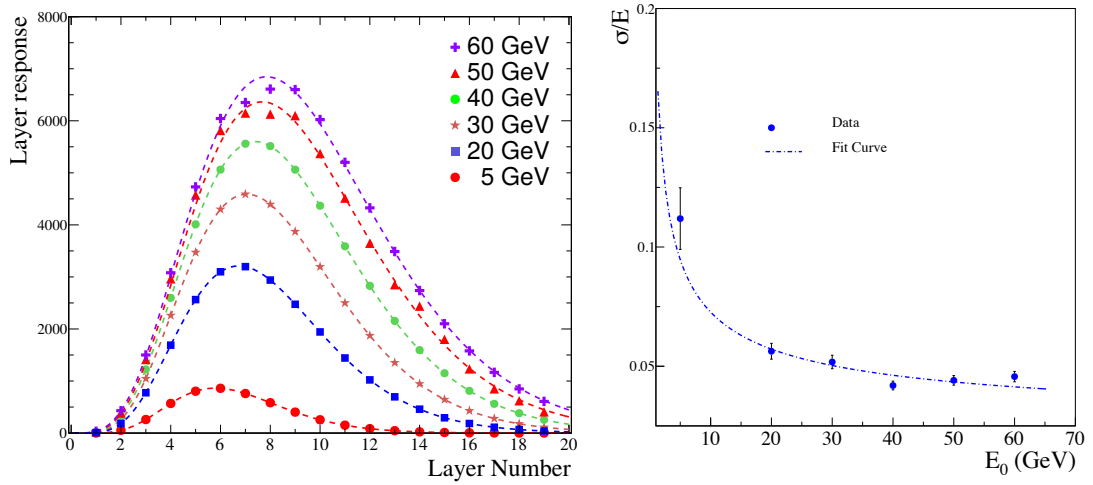 Layer response
8000
6000
4000
2000
0
60 GeV
50 GeV
40 GeV
30 GeV
20 GeV
5 GeV
0 2 4 6 8 10 12 14 16 18 20
Layer Number
σ/E
0.2
0.15
0.1
0.05
Data
Fit Curve
10 20 30 40 50 60 70
E₀ (GeV)